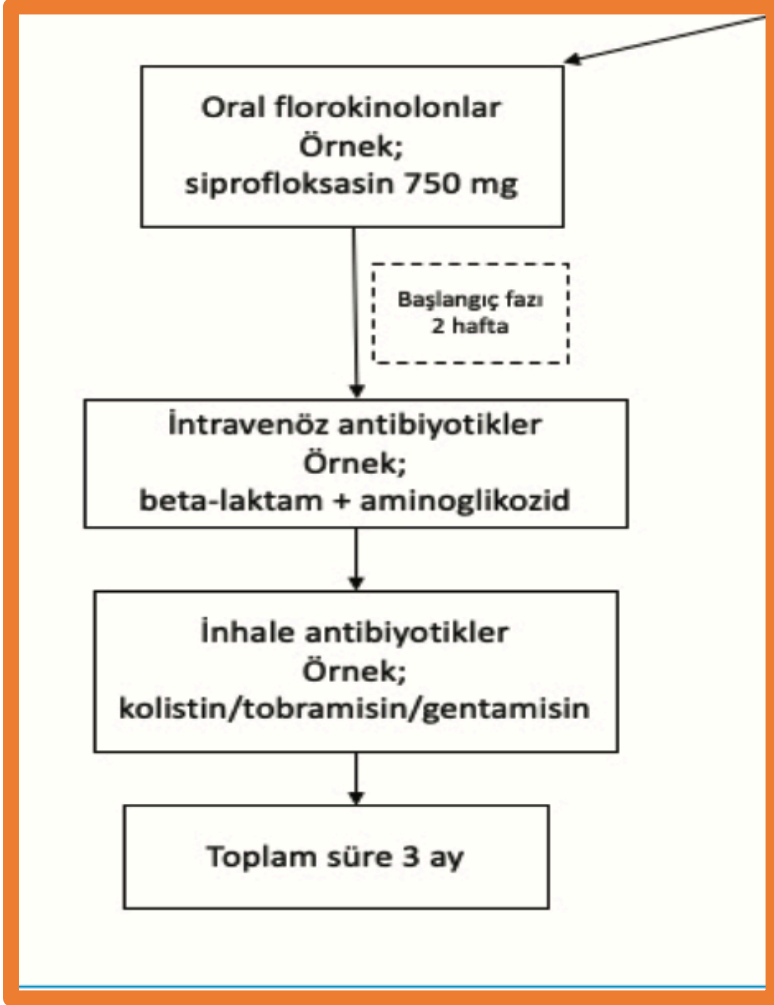 Oral florokinolonlar
Örnek;
siprofloksasin 750 mg
Başlangıç fazı
2 hafta
İntravenöz antibiyotikler
Örnek;
beta-laktam + aminoglikozid
İnhale antibiyotikler
Örnek;
kolistin/tobramisin/gentamisin
Toplam süre 3 ay